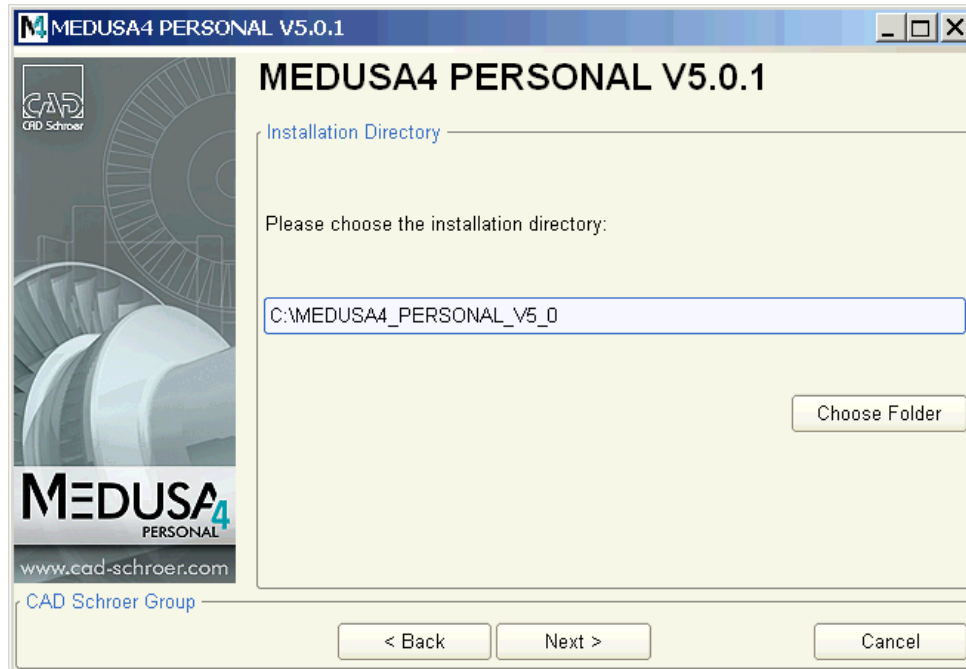 MEDUSA4 PERSONAL V5.0.1
MEDUSA4 PERSONAL V5.0.1
CAD
CAD Schroer
Installation Directory
Please choose the installation directory:
C:\MEDUSA4_PERSONAL_V5_0
Choose Folder
MEDUSA4
PERSONAL
www.cad-schroer.com
CAD Schroer Group
< Back
Next >
Cancel